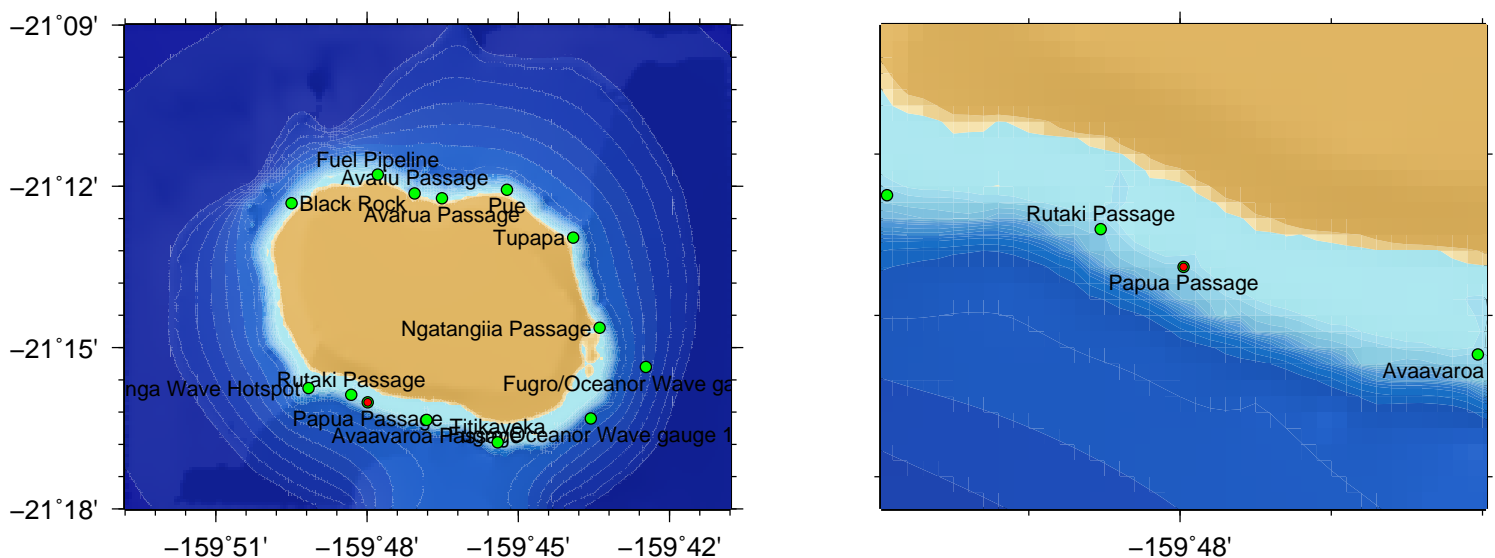 −21˚09'
−21˚12'
−21˚15'
−21˚18'
−159˚51'
−159˚48'
−159˚45'
−159˚42'
Fuel Pipeline
Avatiu Passage
Black Rock
Avarua Passage
Pue
Tupapa
Ngatangiia Passage
Fugro/Oceanor Wave ga
nga Wave Hotspot
Rutaki Passage
Papua Passage
Titikaveka
Avaavaroa Passage
Fugro/Oceanor Wave gauge 1
Rutaki Passage
Papua Passage
Avaavaroa
−159˚48'